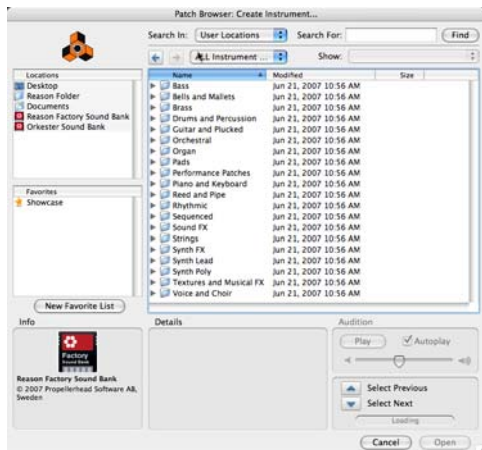 Patch Browser: Create Instrument...
Search In: User Locations Search For: Find
ALL Instrument ... Show:
Locations
Desktop
Reason Folder
Documents
Reason Factory Sound Bank
Orkester Sound Bank
Favorites
Showcase
New Favorite List
Name Modified Size
Bass Jun 21, 2007 10:56 AM
Bells and Mallets Jun 21, 2007 10:56 AM
Brass Jun 21, 2007 10:56 AM
Drums and Percussion Jun 21, 2007 10:56 AM
Guitar and Plucked Jun 21, 2007 10:56 AM
Orchestral Jun 21, 2007 10:56 AM
Organ Jun 21, 2007 10:56 AM
Pads Jun 21, 2007 10:56 AM
Performance Patches Jun 21, 2007 10:56 AM
Piano and Keyboard Jun 21, 2007 10:56 AM
Reed and Pipe Jun 21, 2007 10:56 AM
Rhythmic Jun 21, 2007 10:56 AM
Sequenced Jun 21, 2007 10:56 AM
Sound FX Jun 21, 2007 10:56 AM
Strings Jun 21, 2007 10:56 AM
Synth FX Jun 21, 2007 10:56 AM
Synth Lead Jun 21, 2007 10:56 AM
Synth Poly Jun 21, 2007 10:56 AM
Textures and Musical FX Jun 21, 2007 10:56 AM
Voice and Choir Jun 21, 2007 10:56 AM
Info
Factory
Sound Bank
Reason Factory Sound Bank
© 2007 Propellerhead Software AB,
Sweden
Details
Audition
Play Autoplay
Select Previous
Select Next
Loading
Cancel Open